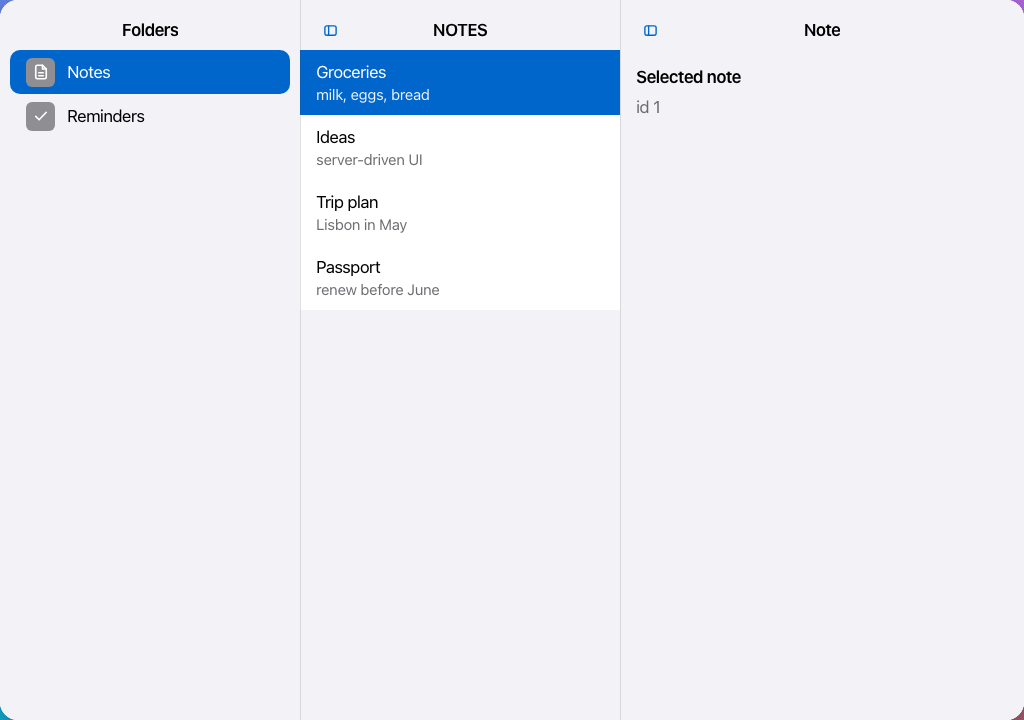 Folders
Notes
Reminders
NOTES
Groceries
milk, eggs, bread
Ideas
server-driven UI
Trip plan
Lisbon in May
Passport
renew before June
Note
Selected note
id 1